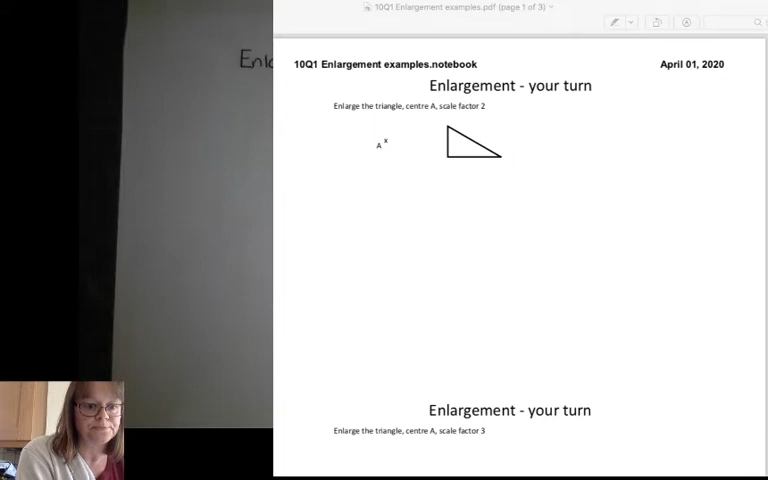 10Q1 Enlargement examples.pdf (page 1 of 3)
Enl
10Q1 Enlargement examples.notebook April 01, 2020
Enlargement - your turn
Enlarge the triangle, centre A, scale factor 2
A x
Enlargement - your turn
Enlarge the triangle, centre A, scale factor 3